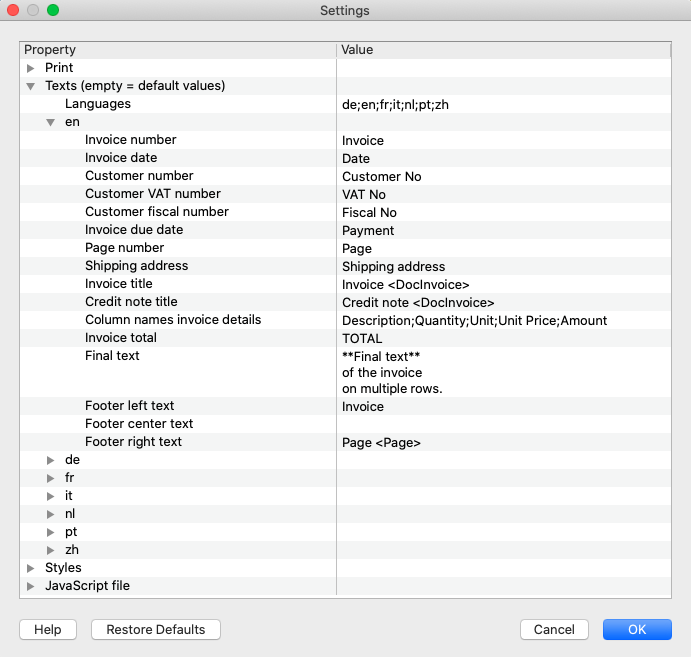 Settings
Property Value
Print
Texts (empty = default values)
Languages de;en;fr;it;nl;pt;zh
en
Invoice number Invoice
Invoice date Date
Customer number Customer No
Customer VAT number VAT No
Customer fiscal number Fiscal No
Invoice due date Payment
Page number Page
Shipping address Shipping address
Invoice title Invoice <DocInvoice>
Credit note title Credit note <DocInvoice>
Column names invoice details Description;Quantity;Unit;Unit Price;Amount
Invoice total TOTAL
Final text **Final text**
of the invoice
on multiple rows.
Footer left text Invoice
Footer center text
Footer right text Page <Page>
de
fr
it
nl
pt
zh
Styles
JavaScript file
Help Restore Defaults Cancel OK